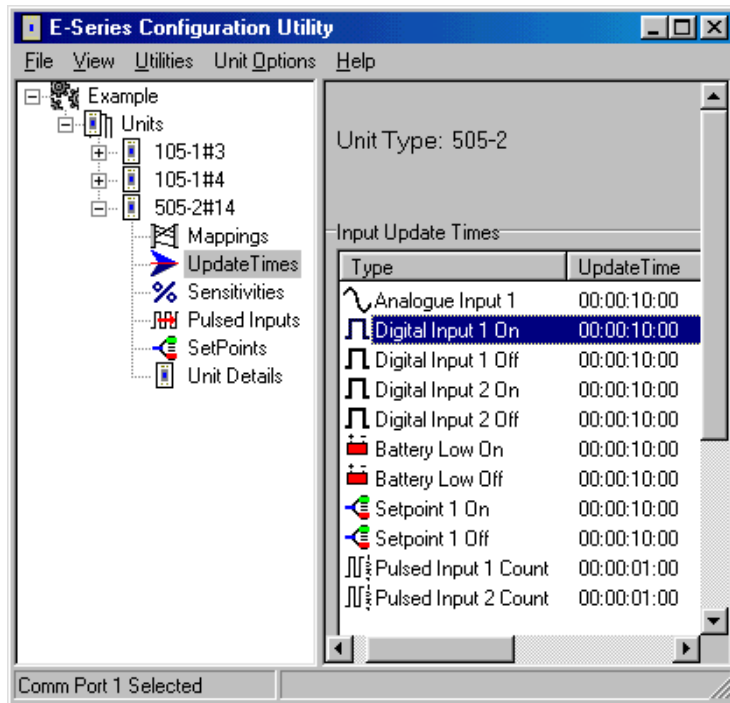 E-Series Configuration Utility
File View Utilities Unit Options Help
Example
Units
105-1#3
105-1#4
505-2#14
Mappings
UpdateTimes
Sensitivities
Pulsed Inputs
SetPoints
Unit Details
Unit Type: 505-2
Input Update Times
Type UpdateTime
Analogue Input 1 00:00:10:00
Digital Input 1 On 00:00:10:00
Digital Input 1 Off 00:00:10:00
Digital Input 2 On 00:00:10:00
Digital Input 2 Off 00:00:10:00
Battery Low On 00:00:10:00
Battery Low Off 00:00:10:00
Setpoint 1 On 00:00:10:00
Setpoint 1 Off 00:00:10:00
Pulsed Input 1 Count 00:00:01:00
Pulsed Input 2 Count 00:00:01:00
Comm Port 1 Selected